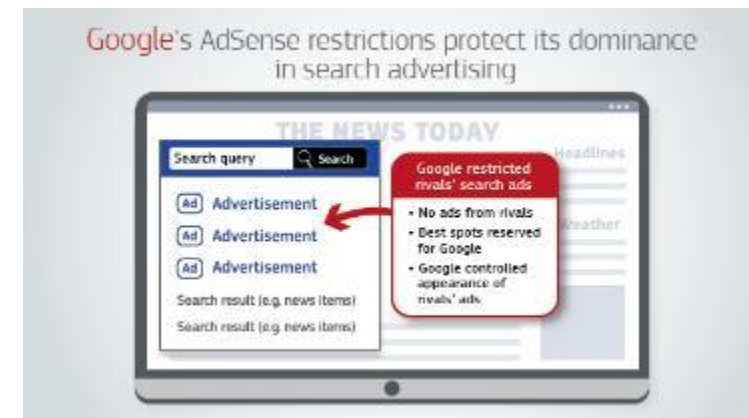 Google's AdSense restrictions protect its dominance
in search advertising
THE NEWS TODAY
Headlines
Search query
Search
Google restricted
rivals' search ads
Ad Advertisement
• No ads from rivals
• Best spots reserved
for Google
• Google controlled
appearance of
rivals' ads
Weather
Ad Advertisement
Ad Advertisement
Search result (e.g. news items)
Search result (e.g. news items)